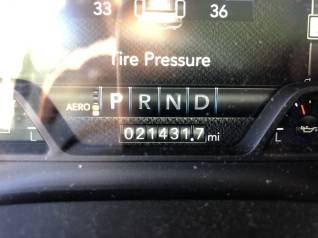 33 36
Tire Pressure
AERO P R N D
021431.7 mi
L L